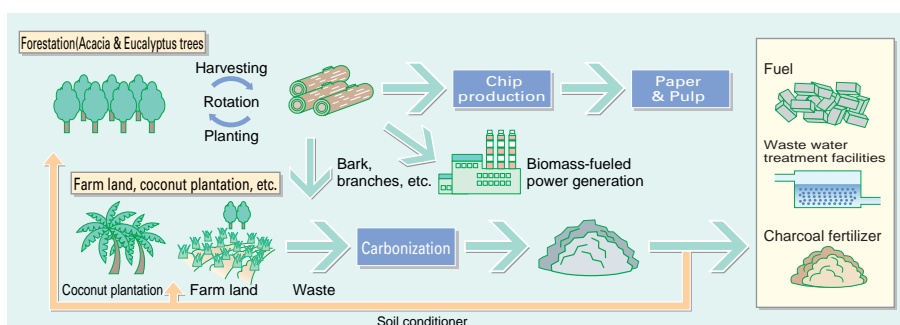 Forestation(Acacia & Eucalyptus trees
Harvesting
Rotation
Planting
Chip
production
Paper
& Pulp
Bark,
branches, etc.
Biomass-fueled
power generation
Farm land, coconut plantation, etc.
Coconut plantation
Farm land
Waste
Carbonization
Fuel
Waste water
treatment facilities
Charcoal fertilizer
Soil conditioner